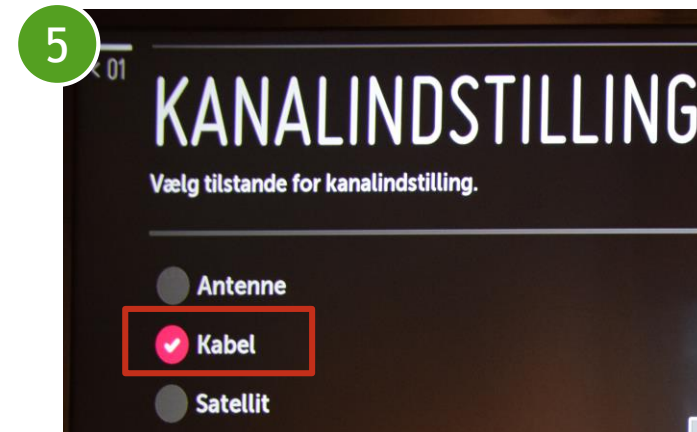 5
< 01
KANALINDSTILLING
Vælg tilstande for kanalindstilling.
Antenne
Kabel
Satellit